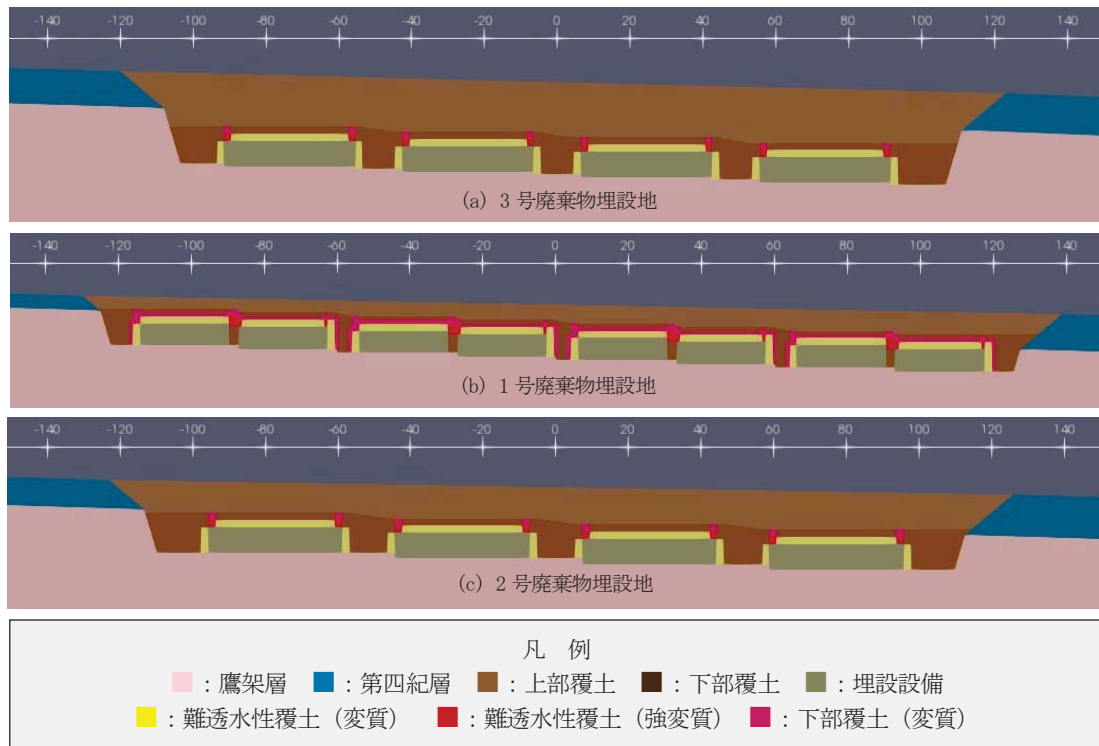 -140 -120 -100 -80 -60 -40 -20 0 20 40 60 80 100 120 140
(a) 3 号廃棄物埋設地
-140 -120 -100 -80 -60 -40 -20 0 20 40 60 80 100 120 140
(b) 1 号廃棄物埋設地
-140 -120 -100 -80 -60 -40 -20 0 20 40 60 80 100 120 140
(c) 2 号廃棄物埋設地
凡 例
：鷹架層 ：第四紀層 ：上部覆土 ：下部覆土 ：埋設設備
：難透水性覆土（変質） ：難透水性覆土（強変質） ：下部覆土（変質）